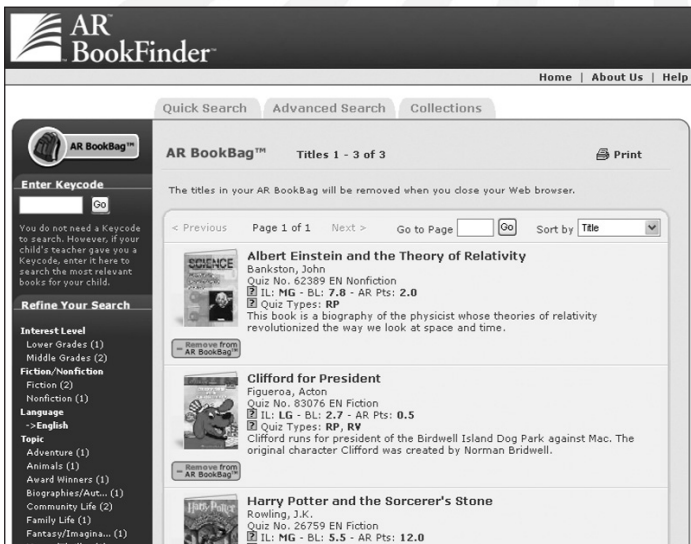 AR
BookFinder™
Home | About Us | Help
Quick Search Advanced Search Collections
AR BookBag™
Enter Keycode
Go
You do not need a Keycode
to search. However, if your
child's teacher gave you a
Keycode, enter it here to
search the most relevant
books for your child.
Refine Your Search
Interest Level
Lower Grades (1)
Middle Grades (2)
Fiction/Nonfiction
Fiction (2)
Nonfiction (1)
Language
->English
Topic
Adventure (1)
Animals (1)
Award Winners (1)
Biographies/Aut... (1)
Community Life (2)
Family Life (1)
Fantasy/Imagina... (1)
AR BookBag™ Titles 1 - 3 of 3 Print
The titles in your AR BookBag will be removed when you close your Web browser.
< Previous Page 1 of 1 Next > Go to Page Go Sort by Title
SCIENCE
Albert Einstein and the Theory of Relativity
Bankston, John
Quiz No. 62389 EN Nonfiction
? IL: MG - BL: 7.8 - AR Pts: 2.0
? Quiz Types: RP
This book is a biography of the physicist whose theories of relativity
revolutionized the way we look at space and time.
- Remove from
AR BookBag™
Clifford for President
Figueroa, Acton
Quiz No. 83076 EN Fiction
? IL: LG - BL: 2.7 - AR Pts: 0.5
? Quiz Types: RP, RV
Clifford runs for president of the Birdwell Island Dog Park against Mac. The
original character Clifford was created by Norman Bridwell.
- Remove from
AR BookBag™
Harry Potter
Harry Potter and the Sorcerer's Stone
Rowling, J.K.
Quiz No. 26759 EN Fiction
? IL: MG - BL: 5.5 - AR Pts: 12.0